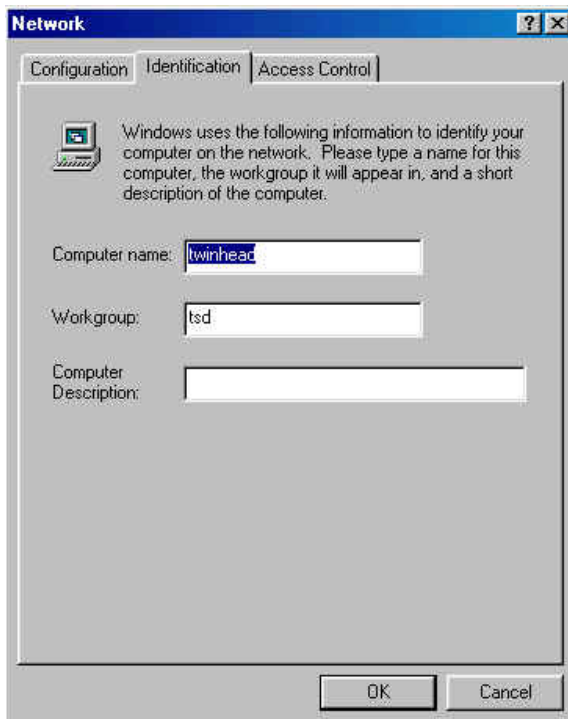 Network
Configuration Identification Access Control
Windows uses the following information to identify your
computer on the network. Please type a name for this
computer, the workgroup it will appear in, and a short
description of the computer.
Computer name: twinhead
Workgroup: tsd
Computer
Description:
OK Cancel